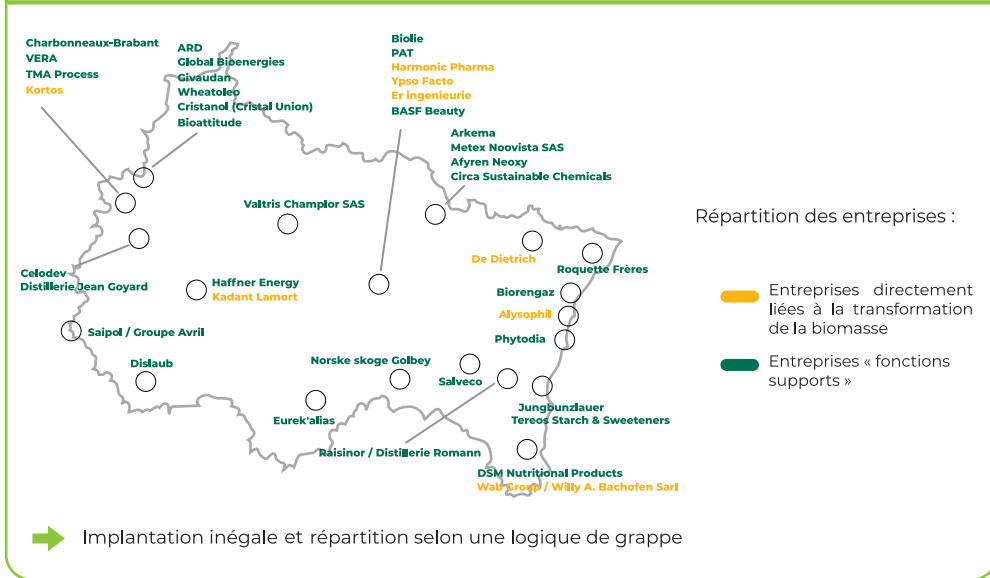 Charbonneaux-Brabant
VERA
TMA Process
Kortos
ARD
Global Bioenergies
Givaudan
Wheatoleo
Cristanol (Cristal Union)
Bioattitude
Biolie
PAT
Harmonic Pharma
Ypso Facto
Er ingenieurie
BASF Beauty
Arkema
Metex Noovista SAS
Afyren Neoxy
Circa Sustainable Chemicals
Valtris Champlor SAS
De Dietrich
Roquette Frères
Celodev
Distillerie Jean Goyard
Haffner Energy
Kadant Lamort
Biorengaz
Alysophil
Phytodia
Saipol / Groupe Avril
Dislaub
Norske skoge Golbey
Salveco
Eurek'alias
Jungbunzlauer
Tereos Starch & Sweeteners
Raisinor / Distillerie Romann
DSM Nutritional Products
Wab Group / Willy A. Bachofen Sarl
Répartition des entreprises :
Entreprises directement
liées à la transformation
de la biomasse
Entreprises « fonctions
supports »
Implantation inégale et répartition selon une logique de grappe